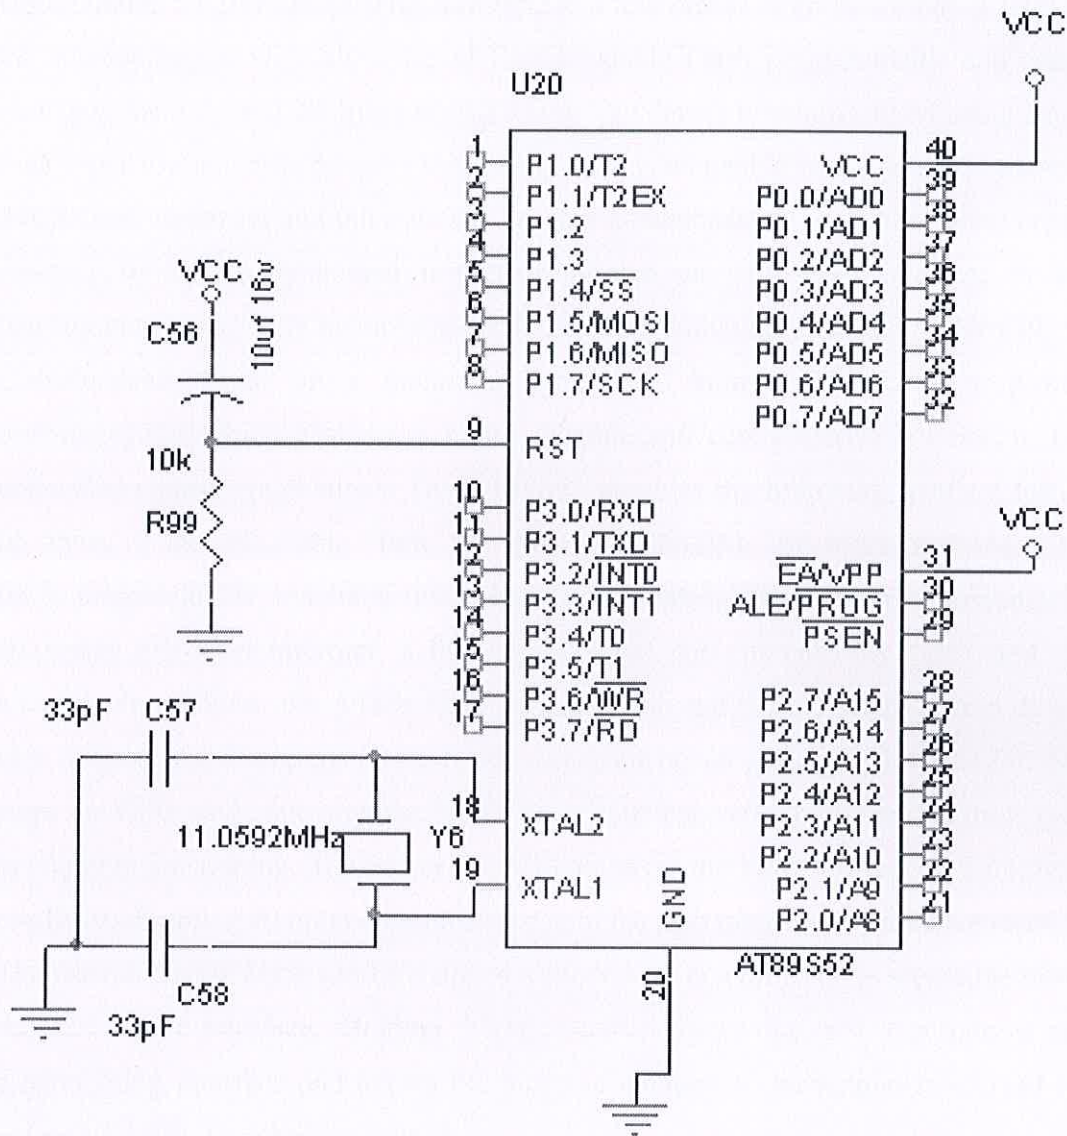 VCC
U20
1 P1.0/T2
2 P1.1/T2EX
3 P1.2
4 P1.3
5 P1.4/SS
6 P1.5/MOSI
7 P1.6/MISO
8 P1.7/SCK
9 RST
10 P3.0/RXD
11 P3.1/TXD
12 P3.2/INT0
13 P3.3/INT1
14 P3.4/T0
15 P3.5/T1
16 P3.6/WR
17 P3.7/RD
18 XTAL2
19 XTAL1
VCC 40
P0.0/AD0 39
P0.1/AD1 38
P0.2/AD2 37
P0.3/AD3 36
P0.4/AD4 35
P0.5/AD5 34
P0.6/AD6 33
P0.7/AD7 32
VCC
EA/VPP 31
ALE/PROG 30
PSEN 29
P2.7/A15 28
P2.6/A14 27
P2.5/A13 26
P2.4/A12 25
P2.3/A11 24
P2.2/A10 23
P2.1/A9 22
P2.0/A8 21
GND
20
AT89S52
VCC
C56
10uf 16v
10k
R99
33pF C57
11.0592MHz Y6
C58
33pF